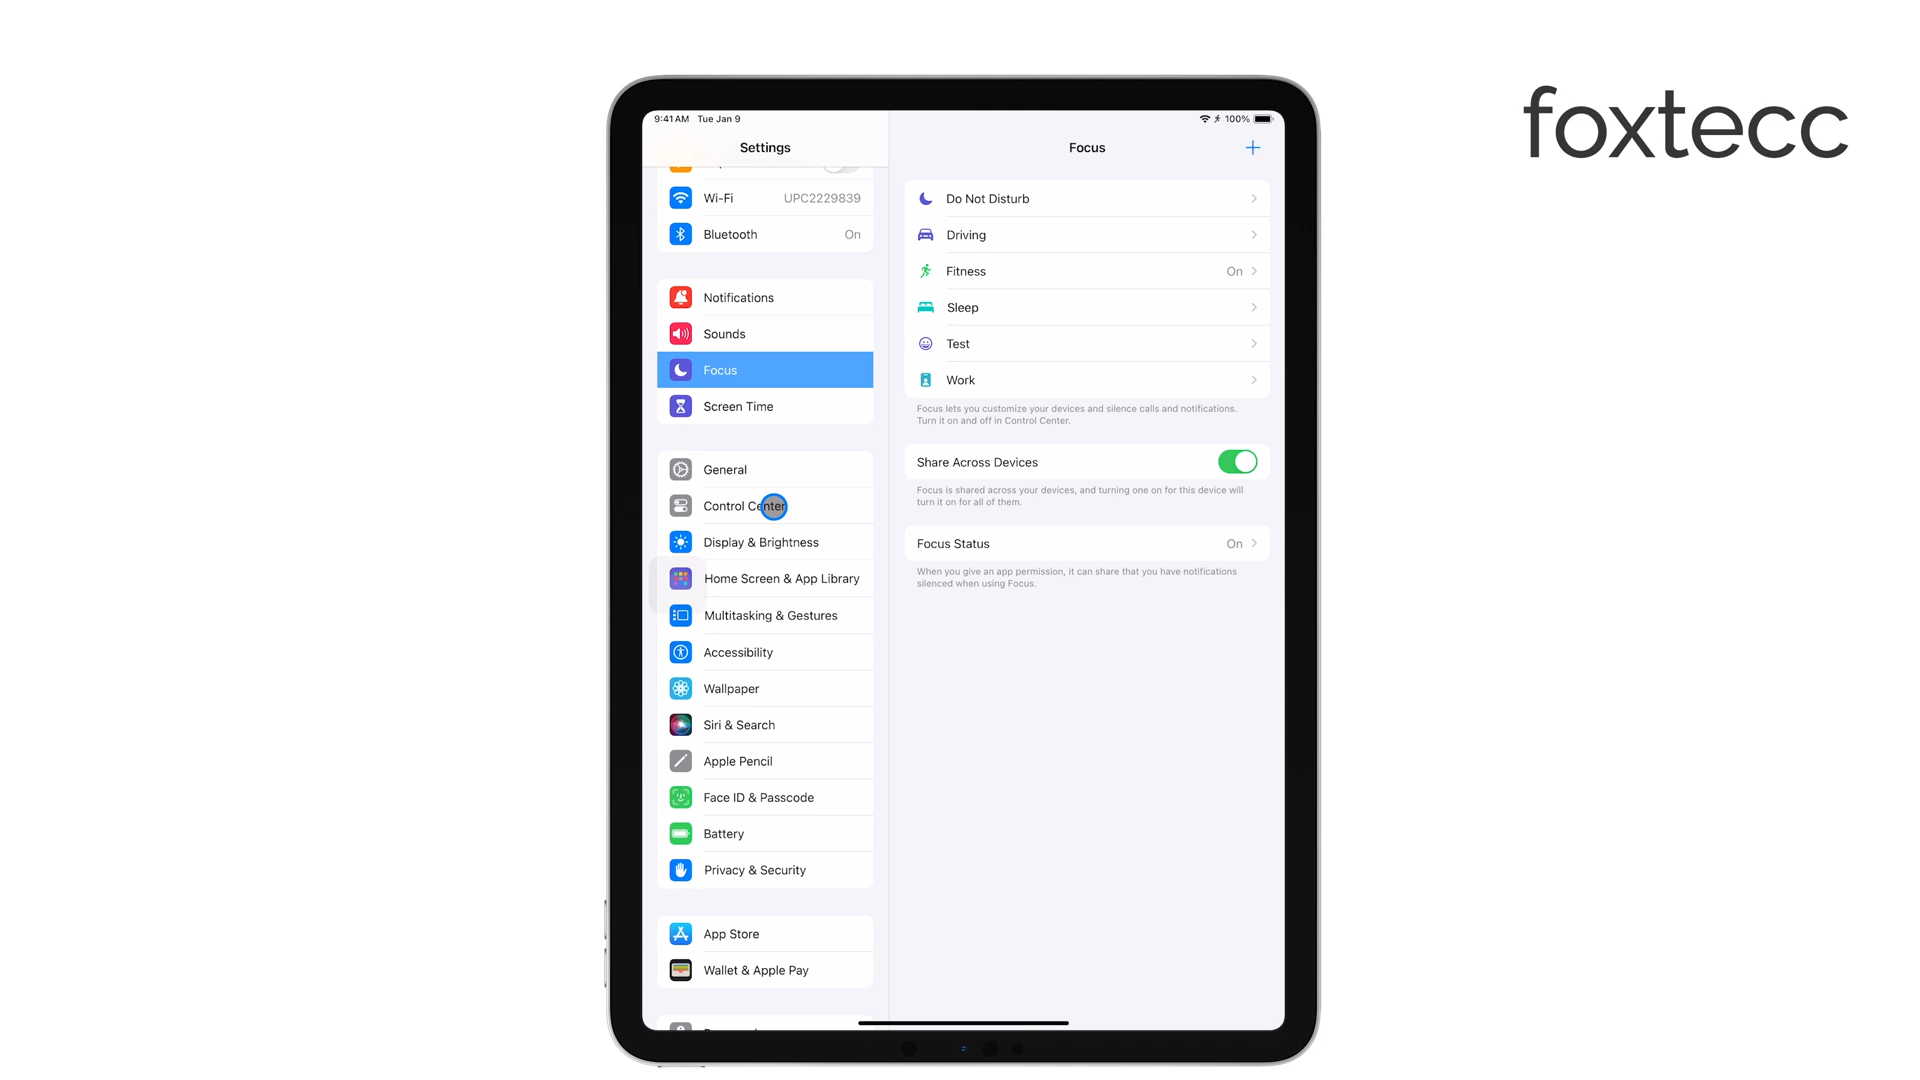 foxtecc
9:41 AM Tue Jan 9
100%
Settings
Wi-Fi UPC2229839
Bluetooth On
Notifications
Sounds
Focus
Screen Time
General
Control Center
Display & Brightness
Home Screen & App Library
Multitasking & Gestures
Accessibility
Wallpaper
Siri & Search
Apple Pencil
Face ID & Passcode
Battery
Privacy & Security
App Store
Wallet & Apple Pay
Focus
Do Not Disturb
Driving
Fitness On
Sleep
Test
Work
Focus lets you customize your devices and silence calls and notifications.
Turn it on and off in Control Center.
Share Across Devices
Focus is shared across your devices, and turning one on for this device will
turn it on for all of them.
Focus Status On
When you give an app permission, it can share that you have notifications
silenced when using Focus.